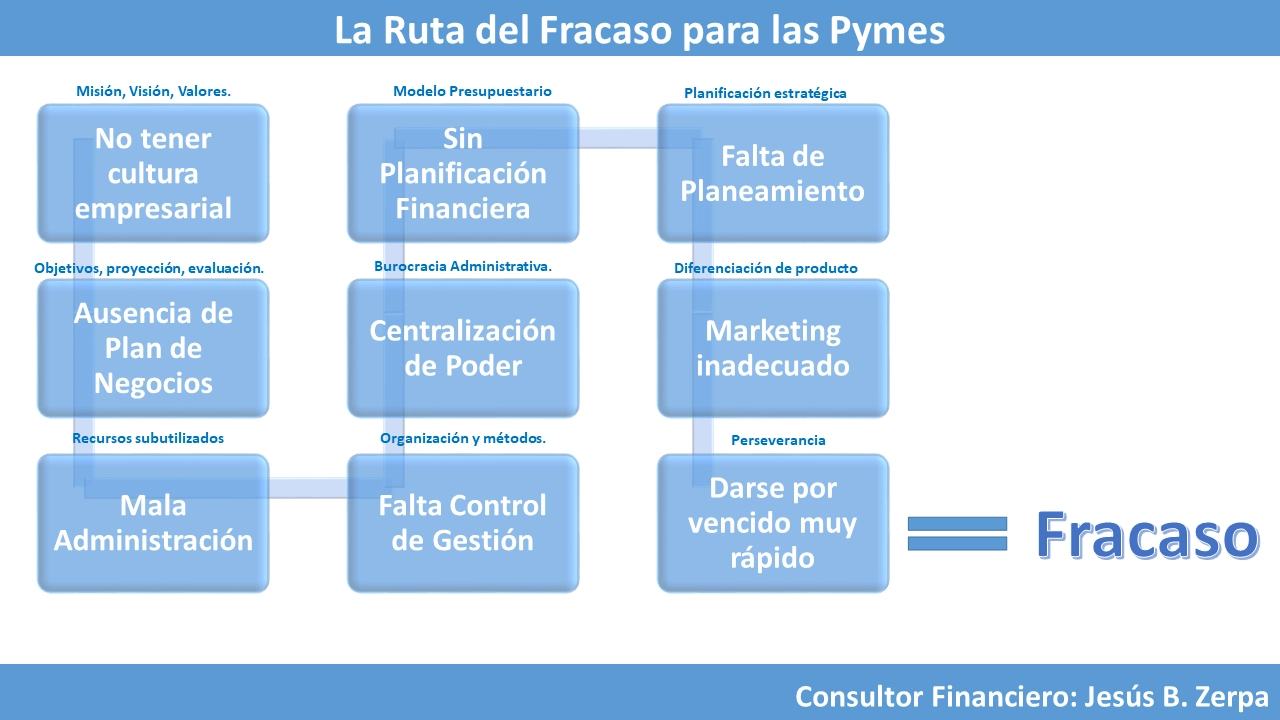 La Ruta del Fracaso para las Pymes
Misión, Visión, Valores.
No tener
cultura
empresarial
Objetivos, proyección, evaluación.
Ausencia de
Plan de
Negocios
Recursos subutilizados
Mala
Administración
Modelo Presupuestario
Sin
Planificación
Financiera
Burocracia Administrativa.
Centralización
de Poder
Organización y métodos.
Falta Control
de Gestión
Planificación estratégica
Falta de
Planeamiento
Diferenciación de producto
Marketing
inadecuado
Perseverancia
Darse por
vencido muy
rápido
Fracaso
Consultor Financiero: Jesús B. Zerpa